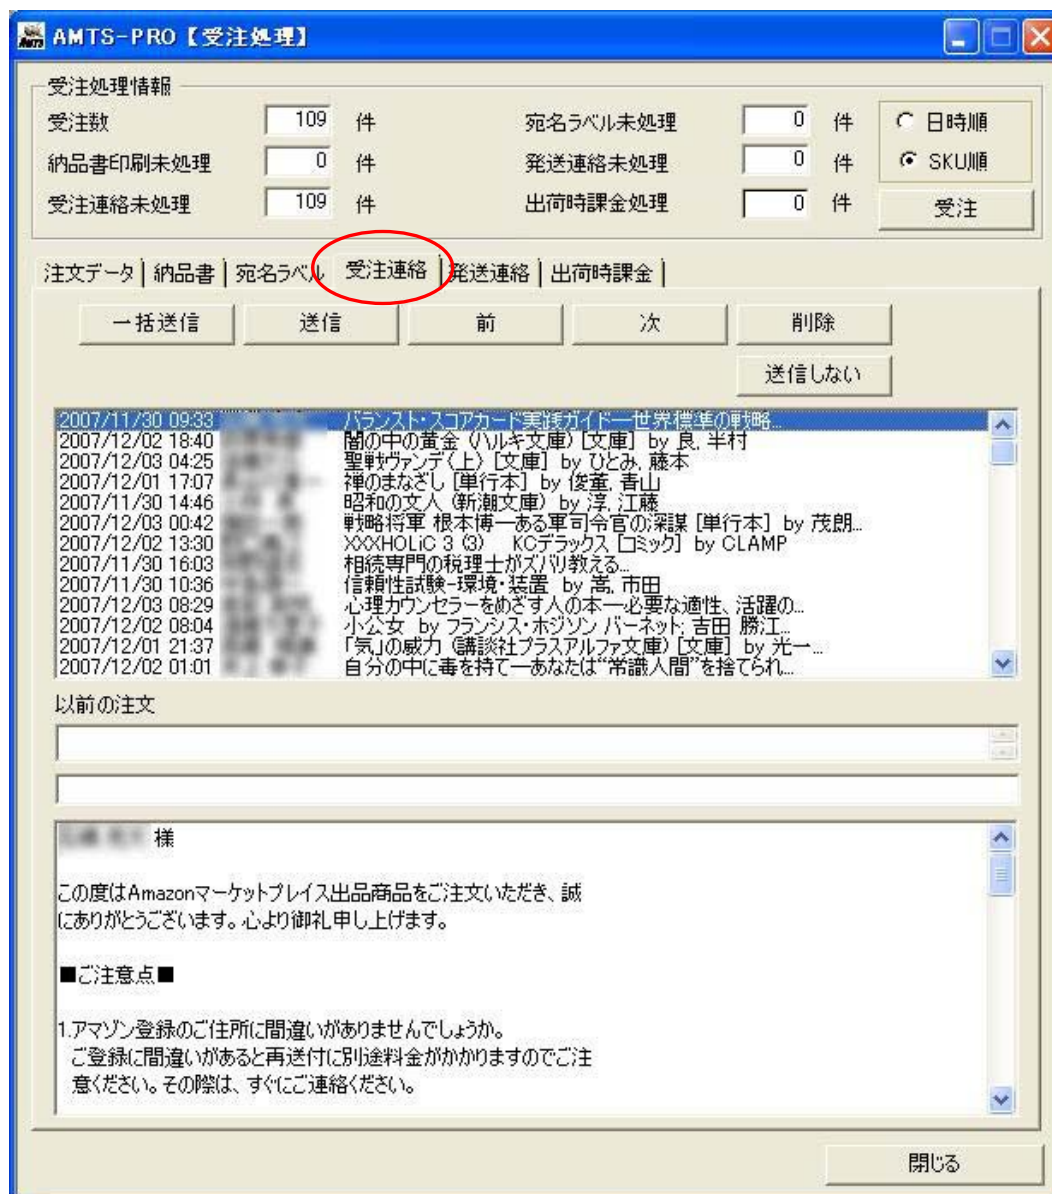 AMTS-PRO【受注処理】
受注処理情報
受注数 109 件 宛名ラベル未処理 0 件 日時順
納品書印刷未処理 0 件 発送連絡未処理 0 件 SKU順
受注連絡未処理 109 件 出荷時課金処理 0 件 受注
注文データ 納品書 宛名ラベル 受注連絡 発送連絡 出荷時課金
一括送信 送信 前 次 削除
送信しない
2007/11/30 09:33 バランスト・スコアカード実践ガイド―世界標準の戦略...
2007/12/02 18:40 闇の中の黄金 (ハルキ文庫) [文庫] by 良, 半村
2007/12/03 04:25 聖戦ヴァンデ〈上〉 [文庫] by ひとみ, 藤本
2007/12/01 17:07 禅のまなざし [単行本] by 俊董, 青山
2007/11/30 14:46 昭和の文人 (新潮文庫) by 淳, 江藤
2007/12/03 00:42 戦略将軍 根本博―ある軍司令官の深謀 [単行本] by 茂朗...
2007/12/02 13:30 XXXHOLiC 3 (3) KCデラックス [コミック] by CLAMP
2007/11/30 16:03 相続専門の税理士がズバリ教える...
2007/11/30 10:36 信頼性試験-環境・装置 by 嵩, 市田
2007/12/03 08:29 心理カウンセラーをめざす人の本―必要な適性、活躍の...
2007/12/02 08:04 小公女 by フランシス・ホジソン バーネット; 吉田 勝江...
2007/12/01 21:37 「気」の威力 (講談社プラスアルファ文庫) [文庫] by 光一...
2007/12/02 01:01 自分の中に毒を持て―あなたは“常識人間”を捨てられ...
以前の注文
様
この度はAmazonマーケットプレイス出品商品をご注文いただき、誠
にありがとうございます。心より御礼申し上げます。
■ご注意点■
1.アマゾン登録のご住所に間違いがありませんでしょうか。
ご登録に間違いがあると再送付に別途料金がかかりますのでご注
意ください。その際は、すぐにご連絡ください。
閉じる